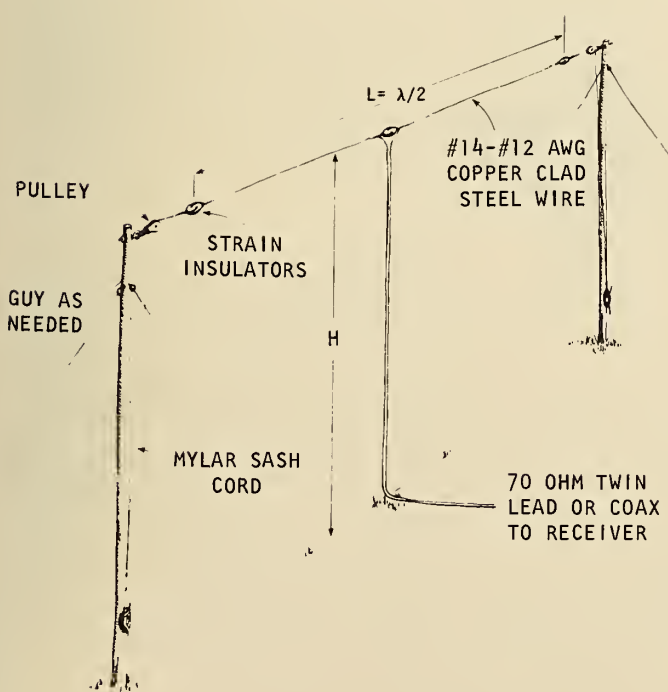 L= λ/2
#14-#12 AWG
COPPER CLAD
STEEL WIRE
PULLEY
STRAIN
INSULATORS
GUY AS
NEEDED
H
MYLAR SASH
CORD
70 OHM TWIN
LEAD OR COAX
TO RECEIVER